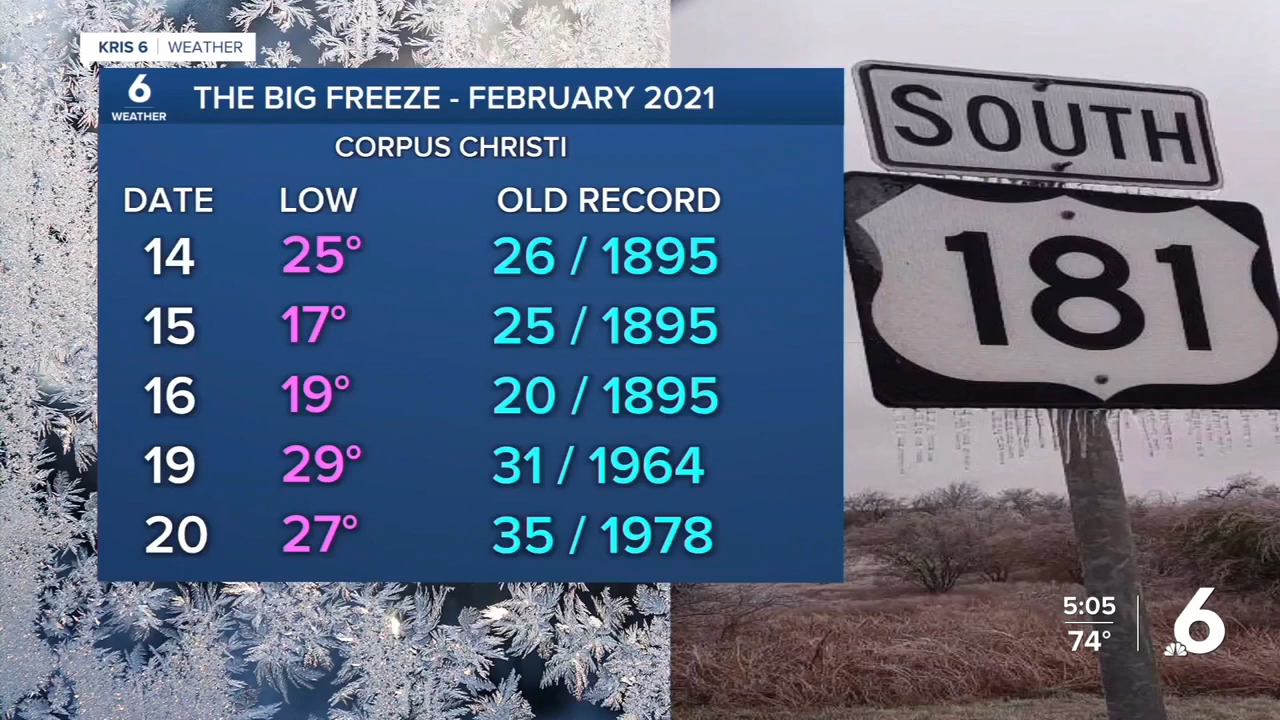 KRIS 6 | WEATHER
6
WEATHER
THE BIG FREEZE - FEBRUARY 2021
CORPUS CHRISTI
DATE LOW OLD RECORD
14 25° 26 / 1895
15 17° 25 / 1895
16 19° 20 / 1895
19 29° 31 / 1964
20 27° 35 / 1978
SOUTH
181
5:05
74°
6